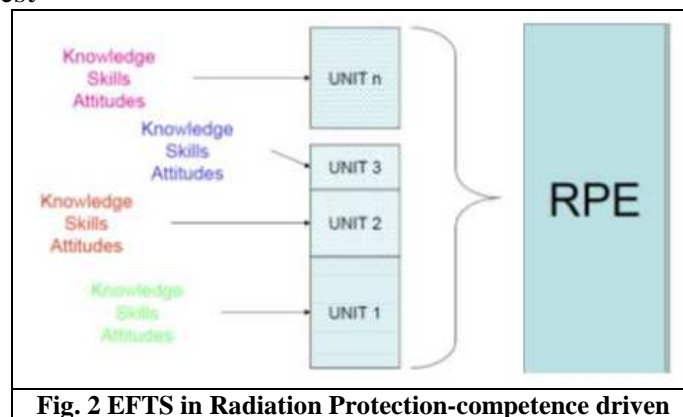 est
Knowledge
Skills
Attitudes
UNIT n
Knowledge
Skills
Attitudes
UNIT 3
Knowledge
Skills
Attitudes
UNIT 2
Knowledge
Skills
Attitudes
UNIT 1
RPE
Fig. 2 EFTS in Radiation Protection-competence driven